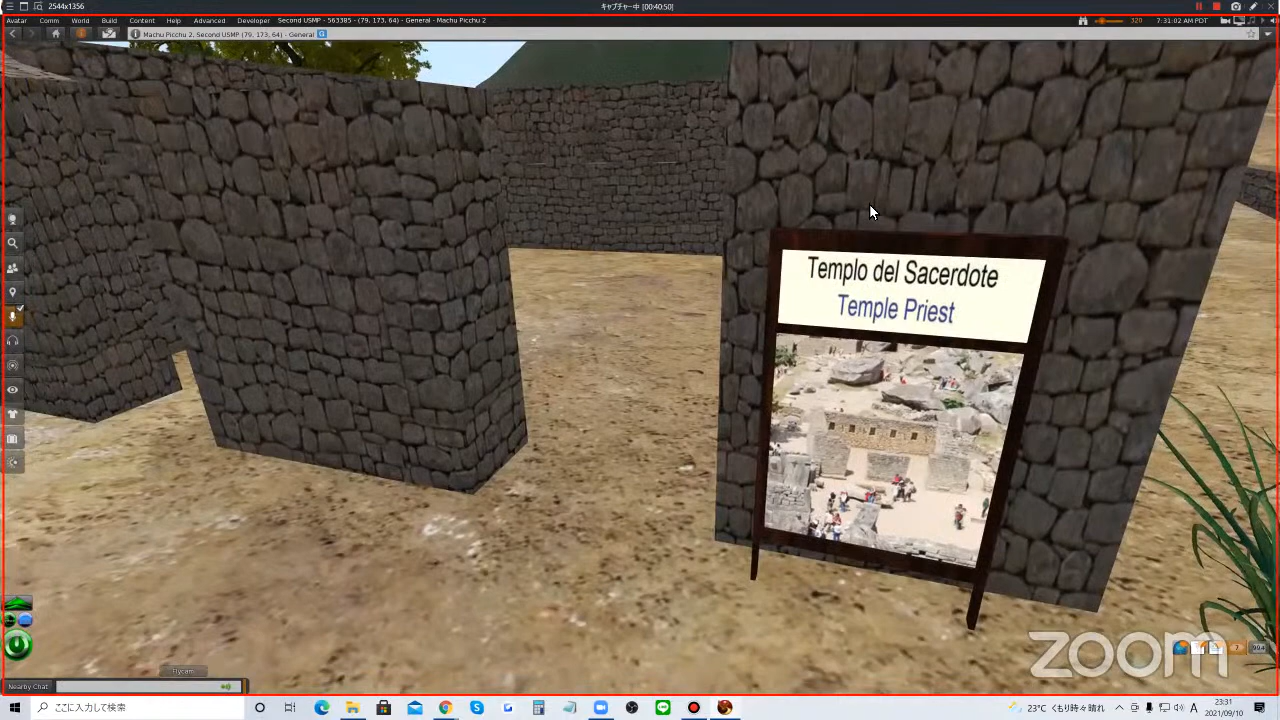 2544x1356
キャプチャー中 [00:40:50]
Avatar Comm World Build Content Help Advanced Developer Second USMP - 563385 - (79, 173, 64) - General - Machu Picchu 2
320
7:31:02 AM PDT
Machu Picchu 2, Second USMP (79, 173, 64) - General
Templo del Sacerdote
Temple Priest
zoom
Flycam
Nearby Chat
ここに入力して検索
23°C くもり時々晴れ
A
23:31
2021/09/10